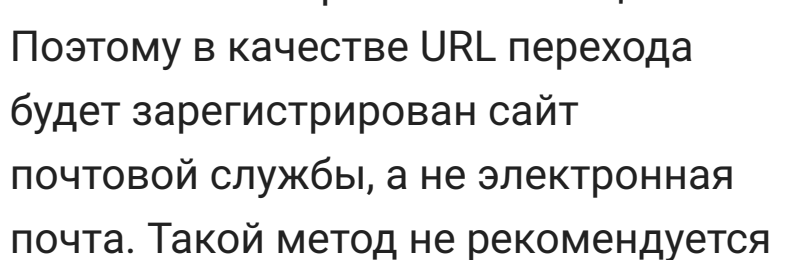 Поэтому в качестве URL перехода
будет зарегистрирован сайт
почтовой службы, а не электронная
почта. Такой метод не рекомендуется